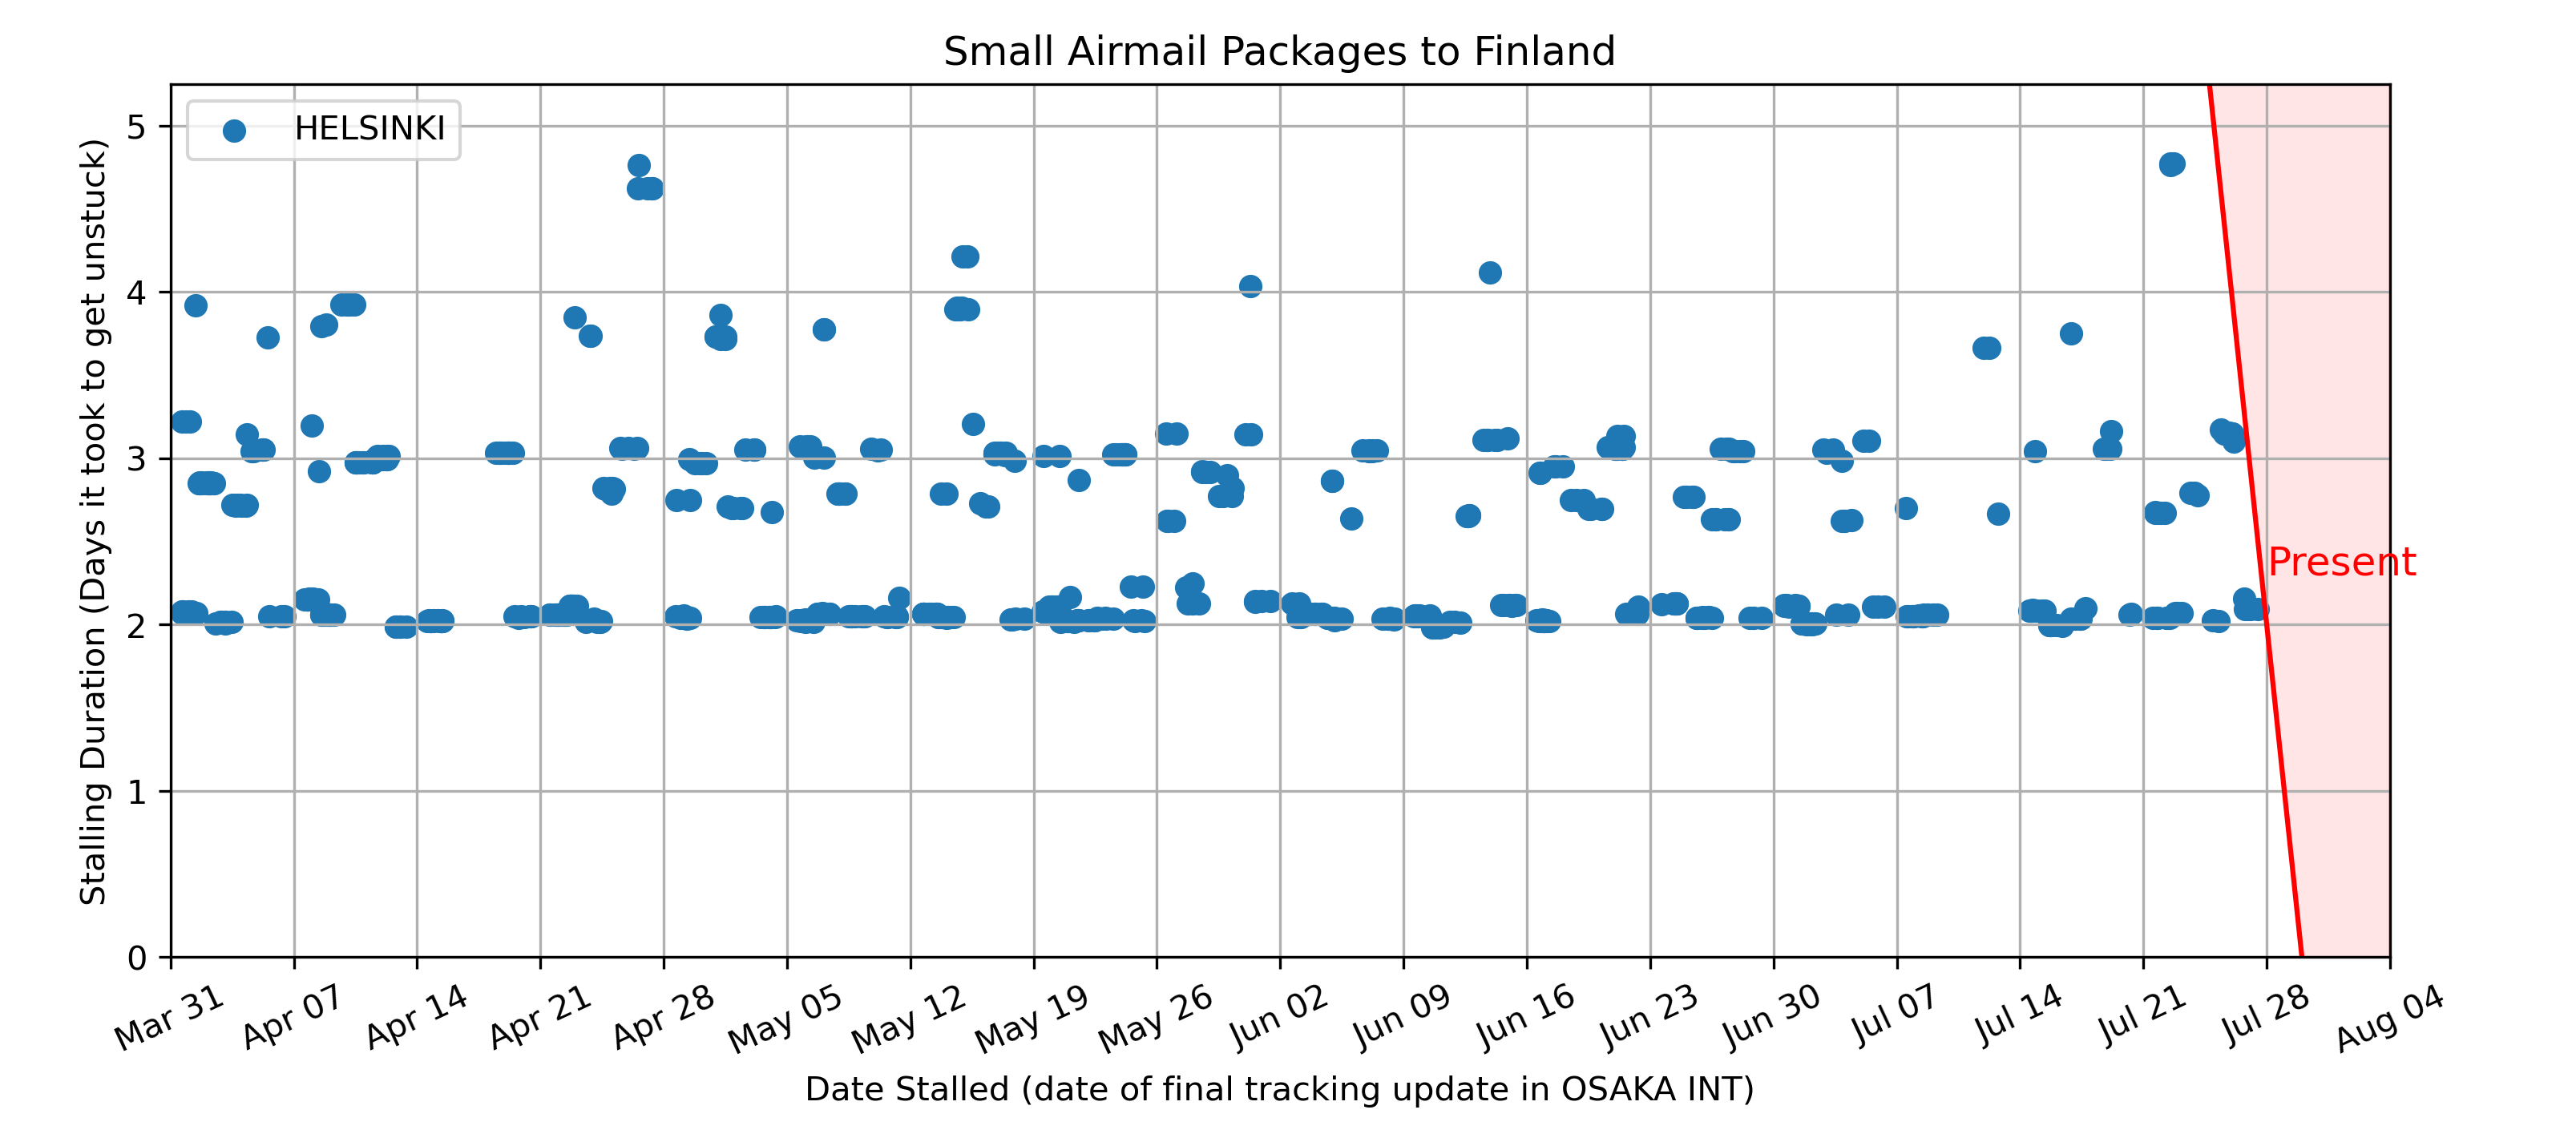 Small Airmail Packages to Finland
HELSINKI
Stalling Duration (Days it took to get unstuck)
5
4
3
2
1
0
Present
Mar 31
Apr 07
Apr 14
Apr 21
Apr 28
May 05
May 12
May 19
May 26
Jun 02
Jun 09
Jun 16
Jun 23
Jun 30
Jul 07
Jul 14
Jul 21
Jul 28
Aug 04
Date Stalled (date of final tracking update in OSAKA INT)